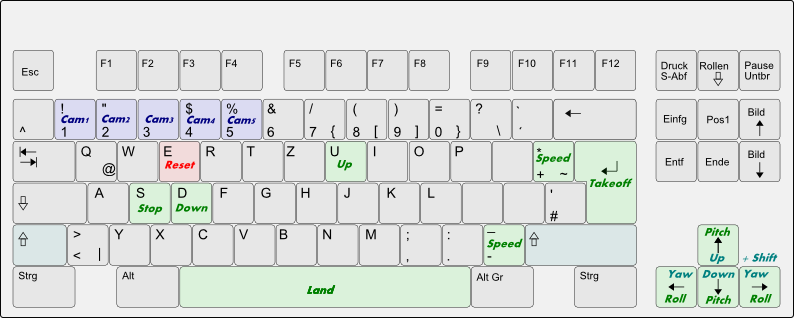 Esc F1 F2 F3 F4 F5 F6 F7 F8 F9 F10 F11 F12 Druck S-Abf Rollen Pause Untbr
^ ! 1 Cam1 " 2 Cam2 3 Cam3 $ 4 Cam4 % 5 Cam5 & 6 / 7 { ( 8 [ ) 9 ] = 0 } ? \ ` ´ ← Einfg Pos1 Bild ↑
Q @ W E Reset R T Z U Up I O P * Speed + ~ Takeoff Entf Ende Bild ↓
A S Stop D Down F G H J K L ' #
> < | Y X C V B N M ; , : . _ Speed - Pitch ↑ Up + Shift
Strg Alt Land Alt Gr Strg Yaw ← Roll Down ↓ Pitch Yaw → Roll